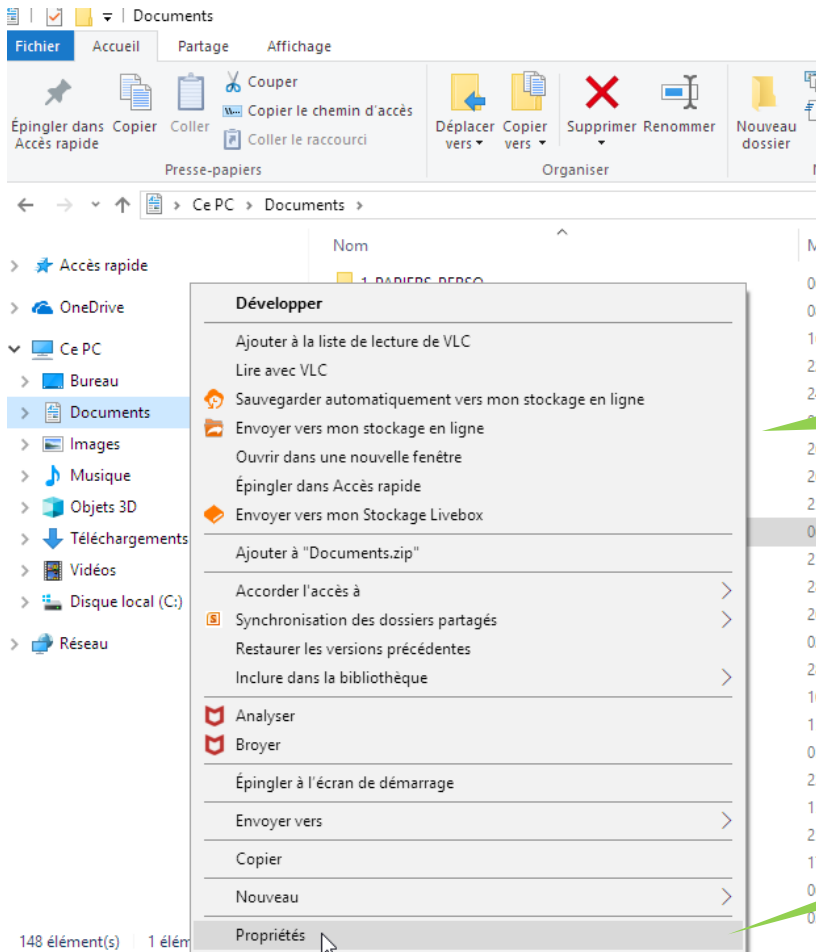 Documents
Fichier Accueil Partage Affichage
Épingler dans Accès rapide
Copier
Coller
Couper
Copier le chemin d'accès
Coller le raccourci
Déplacer vers
Copier vers
Supprimer
Renommer
Nouveau dossier
Presse-papiers
Organiser
Ce PC > Documents >
Nom
Accès rapide
OneDrive
Ce PC
Bureau
Documents
Images
Musique
Objets 3D
Téléchargements
Vidéos
Disque local (C:)
Réseau
Développer
Ajouter à la liste de lecture de VLC
Lire avec VLC
Sauvegarder automatiquement vers mon stockage en ligne
Envoyer vers mon stockage en ligne
Ouvrir dans une nouvelle fenêtre
Épingler dans Accès rapide
Envoyer vers mon Stockage Livebox
Ajouter à "Documents.zip"
Accorder l'accès à
Synchronisation des dossiers partagés
Restaurer les versions précédentes
Inclure dans la bibliothèque
Analyser
Broyer
Épingler à l'écran de démarrage
Envoyer vers
Copier
Nouveau
Propriétés
148 élément(s) 1